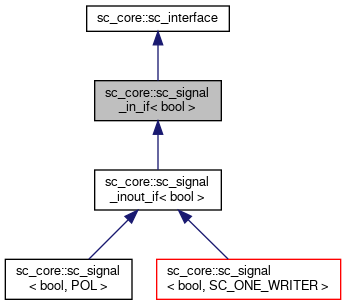 sc_core::sc_interface
sc_core::sc_signal
_in_if< bool >
sc_core::sc_signal
_inout_if< bool >
sc_core::sc_signal
< bool, POL >
sc_core::sc_signal
< bool, SC_ONE_WRITER >